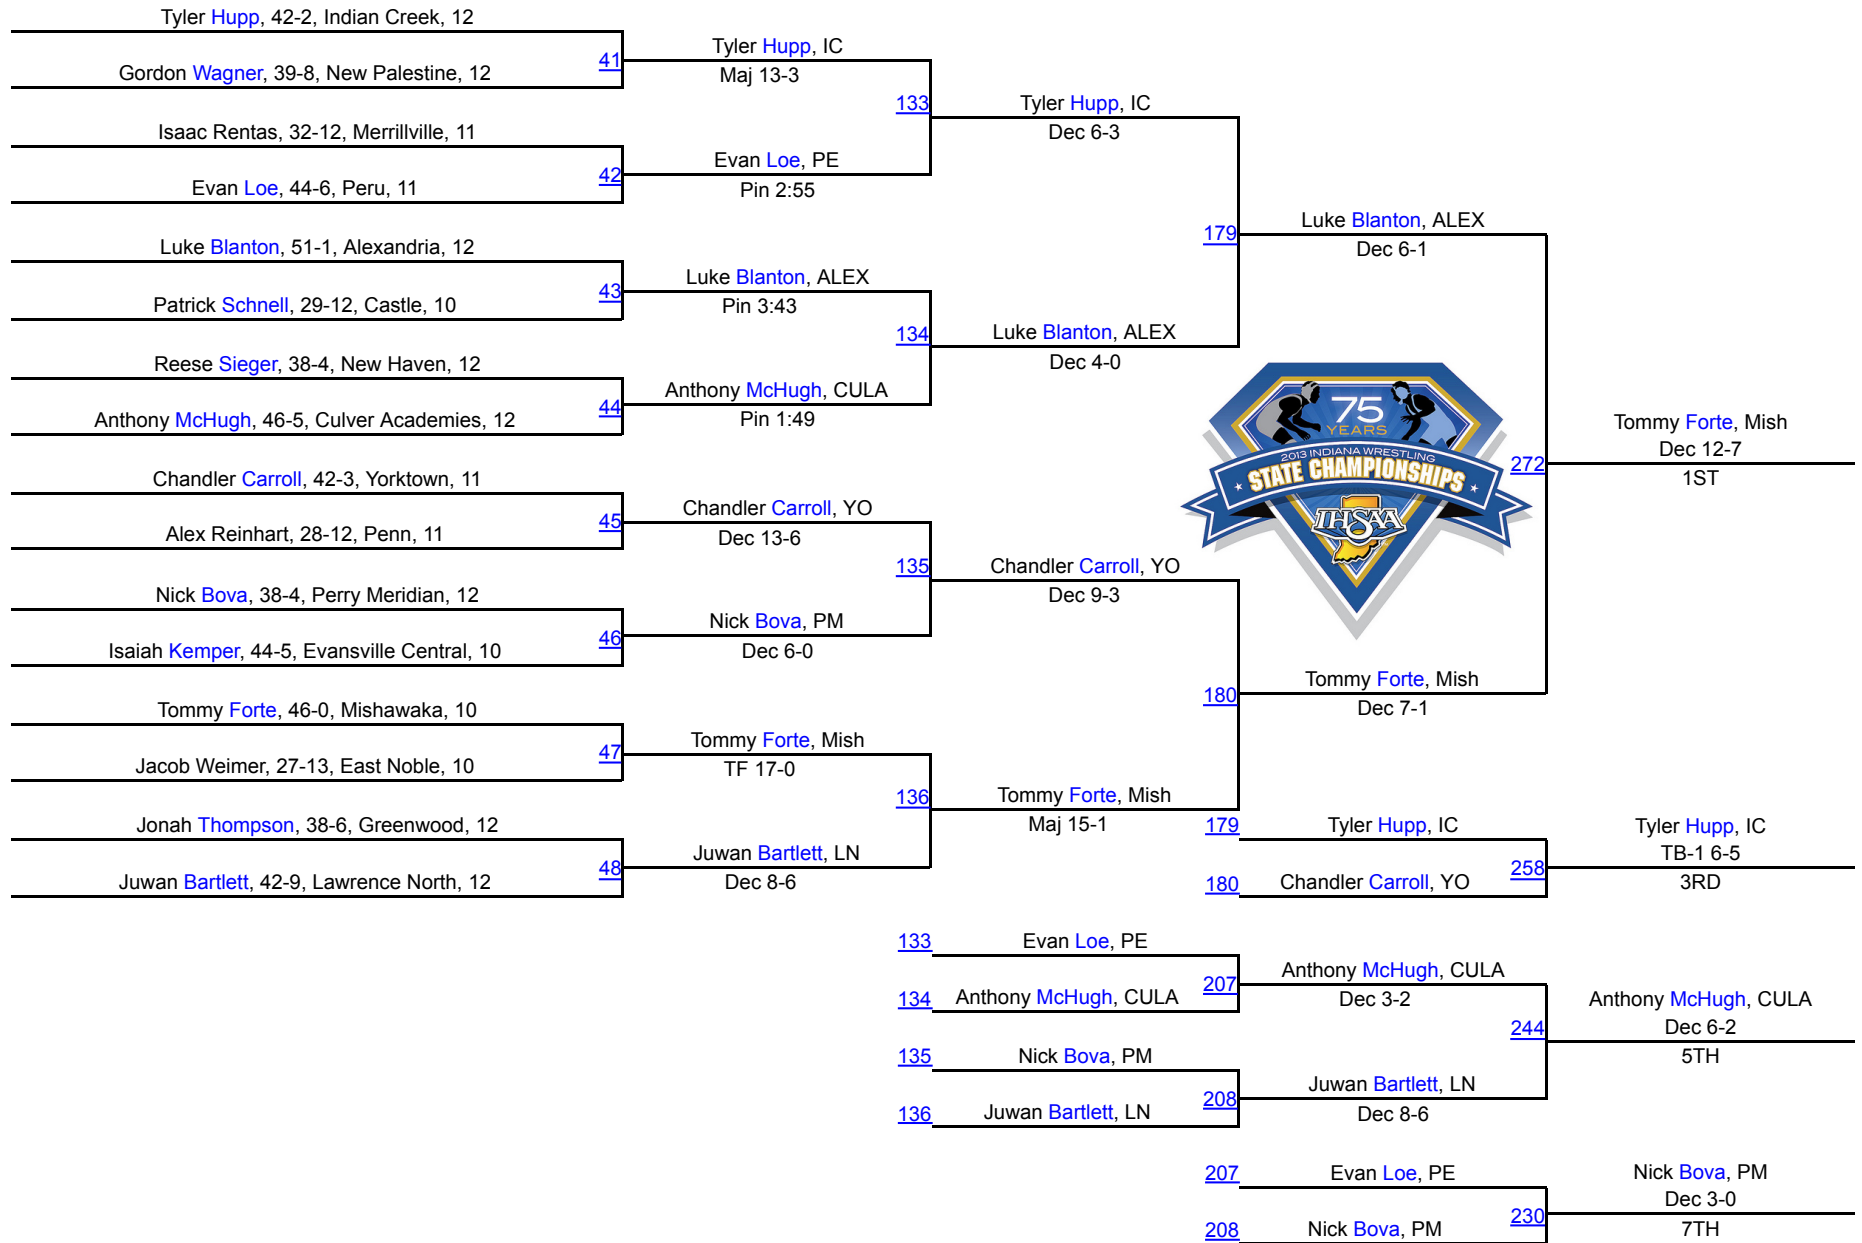 Tyler Hupp, 42-2, Indian Creek, 12
41
Gordon Wagner, 39-8, New Palestine, 12
Isaac Rentas, 32-12, Merrillville, 11
42
Evan Loe, 44-6, Peru, 11
Luke Blanton, 51-1, Alexandria, 12
43
Patrick Schnell, 29-12, Castle, 10
Reese Sieger, 38-4, New Haven, 12
44
Anthony McHugh, 46-5, Culver Academies, 12
Chandler Carroll, 42-3, Yorktown, 11
45
Alex Reinhart, 28-12, Penn, 11
Nick Bova, 38-4, Perry Meridian, 12
46
Isaiah Kemper, 44-5, Evansville Central, 10
Tommy Forte, 46-0, Mishawaka, 10
47
Jacob Weimer, 27-13, East Noble, 10
Jonah Thompson, 38-6, Greenwood, 12
48
Juwan Bartlett, 42-9, Lawrence North, 12
Tyler Hupp, IC
Maj 13-3
133
Evan Loe, PE
Pin 2:55
Luke Blanton, ALEX
Pin 3:43
134
Anthony McHugh, CULA
Pin 1:49
Chandler Carroll, YO
Dec 13-6
135
Nick Bova, PM
Dec 6-0
Tommy Forte, Mish
TF 17-0
136
Juwan Bartlett, LN
Dec 8-6
Tyler Hupp, IC
Dec 6-3
179
Luke Blanton, ALEX
Dec 4-0
Chandler Carroll, YO
Dec 9-3
180
Tommy Forte, Mish
Maj 15-1
Luke Blanton, ALEX
Dec 6-1
272
Tommy Forte, Mish
Dec 7-1
75
YEARS
2013 INDIANA WRESTLING
STATE CHAMPIONSHIPS
IHSAA
Tommy Forte, Mish
Dec 12-7
1ST
179
Tyler Hupp, IC
258
180
Chandler Carroll, YO
Tyler Hupp, IC
TB-1 6-5
3RD
133
Evan Loe, PE
207
134
Anthony McHugh, CULA
135
Nick Bova, PM
208
136
Juwan Bartlett, LN
Anthony McHugh, CULA
Dec 3-2
244
Juwan Bartlett, LN
Dec 8-6
Anthony McHugh, CULA
Dec 6-2
5TH
207
Evan Loe, PE
230
208
Nick Bova, PM
Nick Bova, PM
Dec 3-0
7TH